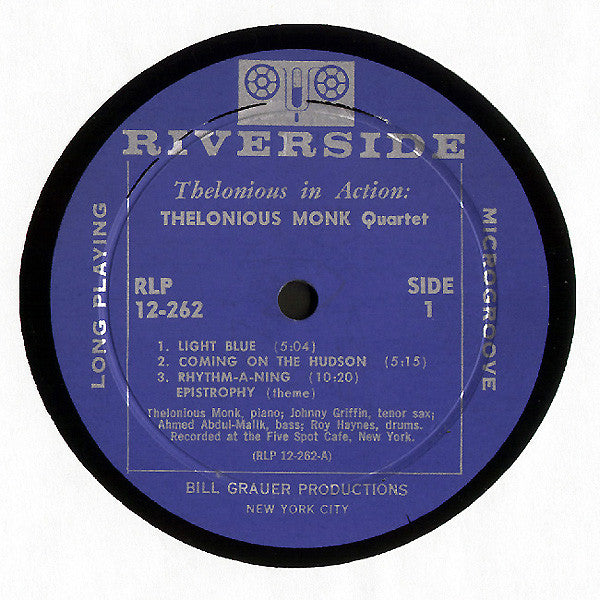 RIVERSIDE
Thelonious in Action:
THELONIOUS MONK Quartet
LONG PLAYING
MICROGROOVE
RLP
12-262
SIDE
1
1. LIGHT BLUE (5:04)
2. COMING ON THE HUDSON (5:15)
3. RHYTHM-A-NING (10:20)
EPISTROPHY (theme)
Thelonious Monk, piano; Johnny Griffin, tenor sax;
Ahmed Abdul-Malik, bass; Roy Haynes, drums.
Recorded at the Five Spot Cafe, New York.
(RLP 12-262-A)
BILL GRAUER PRODUCTIONS
NEW YORK CITY